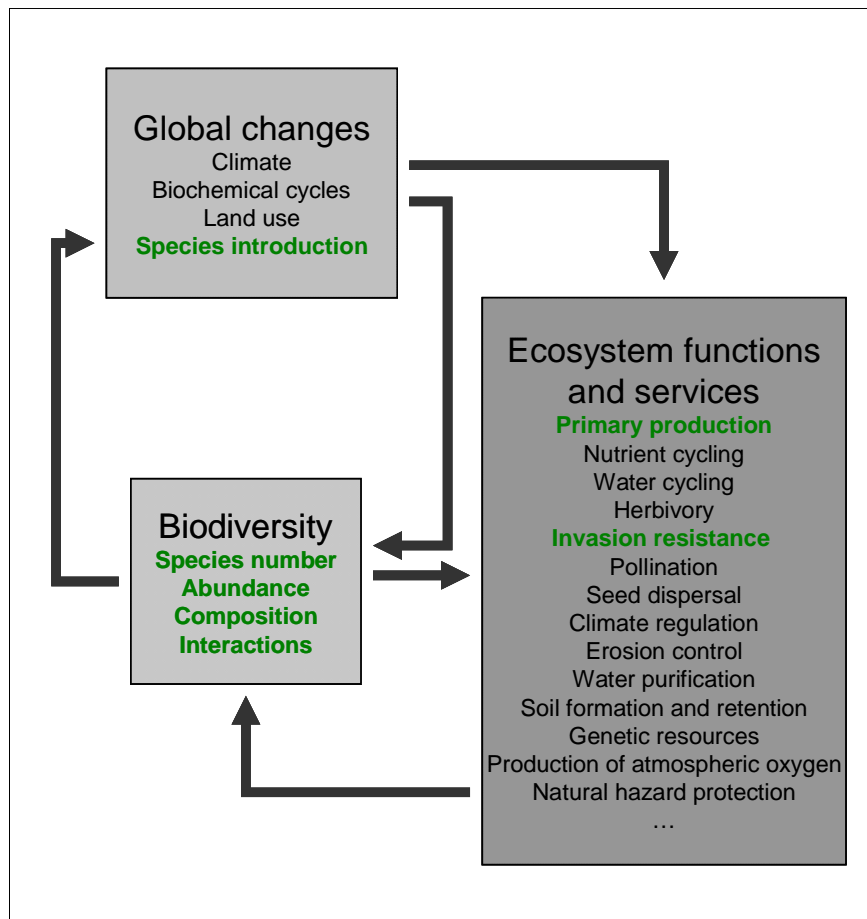 Global changes
Climate
Biochemical cycles
Land use
Species introduction
Biodiversity
Species number
Abundance
Composition
Interactions
Ecosystem functions
and services
Primary production
Nutrient cycling
Water cycling
Herbivory
Invasion resistance
Pollination
Seed dispersal
Climate regulation
Erosion control
Water purification
Soil formation and retention
Genetic resources
Production of atmospheric oxygen
Natural hazard protection
…